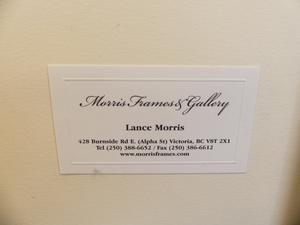 Morris Frames & Gallery
Lance Morris
428 Burnside Rd E. (Alpha St) Victoria, BC V8T 2X1
Tel (250) 388-6652 / Fax (250) 386-6612
www.morrisframes.com